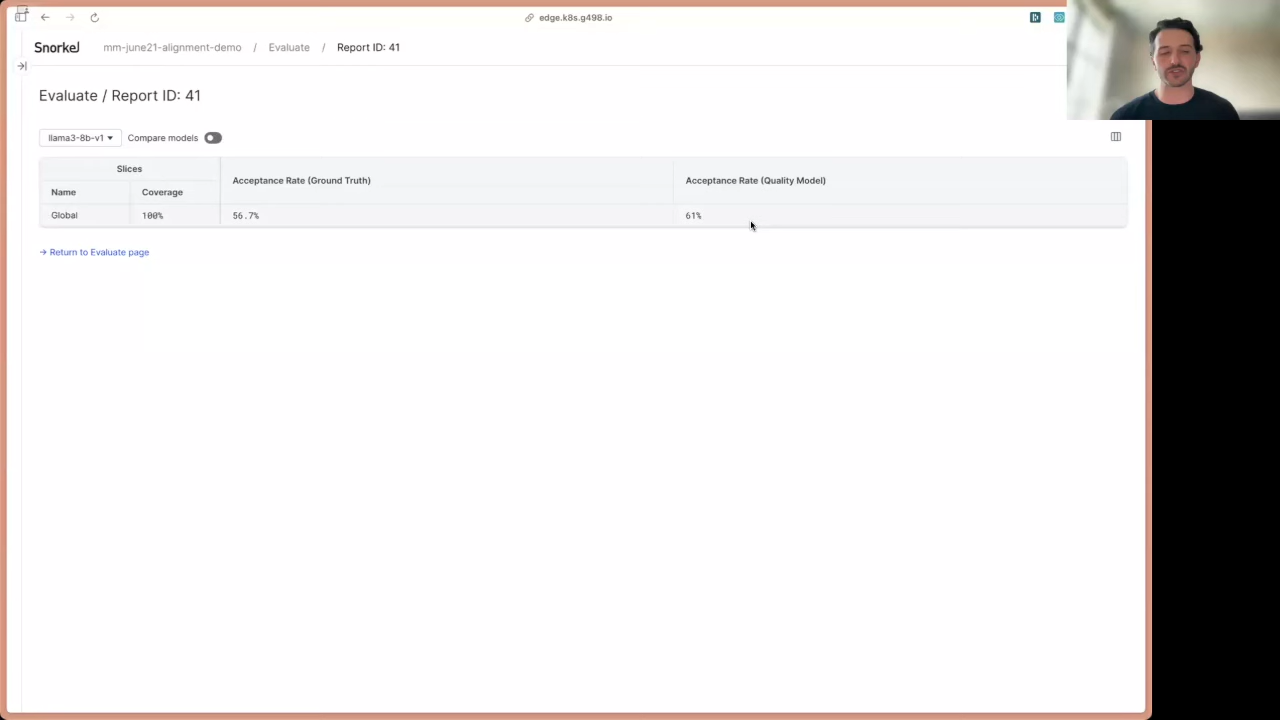 edge.k8s.g498.io
Snorkel mm-june21-alignment-demo / Evaluate / Report ID: 41
Evaluate / Report ID: 41
llama3-8b-v1 Compare models
Slices
Acceptance Rate (Ground Truth) Acceptance Rate (Quality Model)
Name Coverage
Global 100% 56.7% 61%
→ Return to Evaluate page